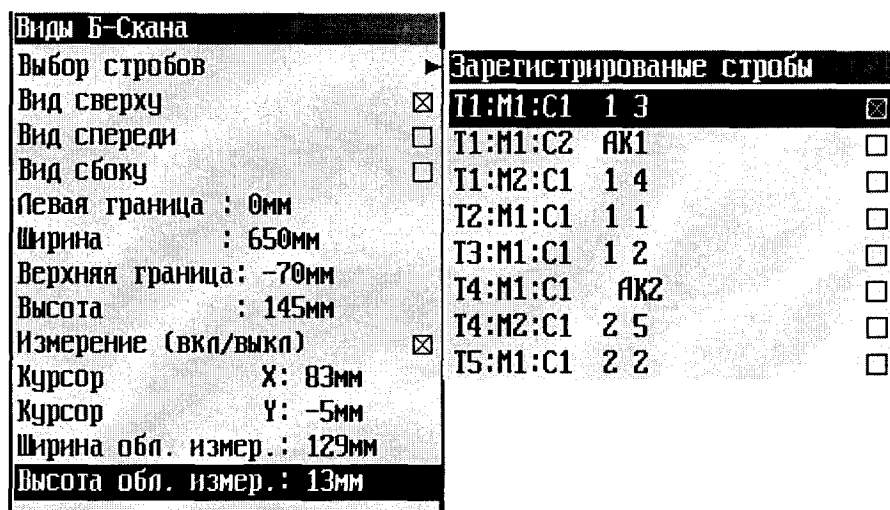 Виды Б-Скана
Выбор стробов
Вид сверху
Вид спереди
Вид сбоку
Левая граница : 0мм
Ширина : 650мм
Верхняя граница: -70мм
Высота : 145мм
Измерение (вкл/выкл)
Курсор X: 83мм
Курсор Y: -5мм
Ширина обл. измер.: 129мм
Высота обл. измер.: 13мм
Зарегистрированые стробы
T1:M1:C1 1 3
T1:M1:C2 АК1
T1:M2:C1 1 4
T2:M1:C1 1 1
T3:M1:C1 1 2
T4:M1:C1 АК2
T4:M2:C1 2 5
T5:M1:C1 2 2